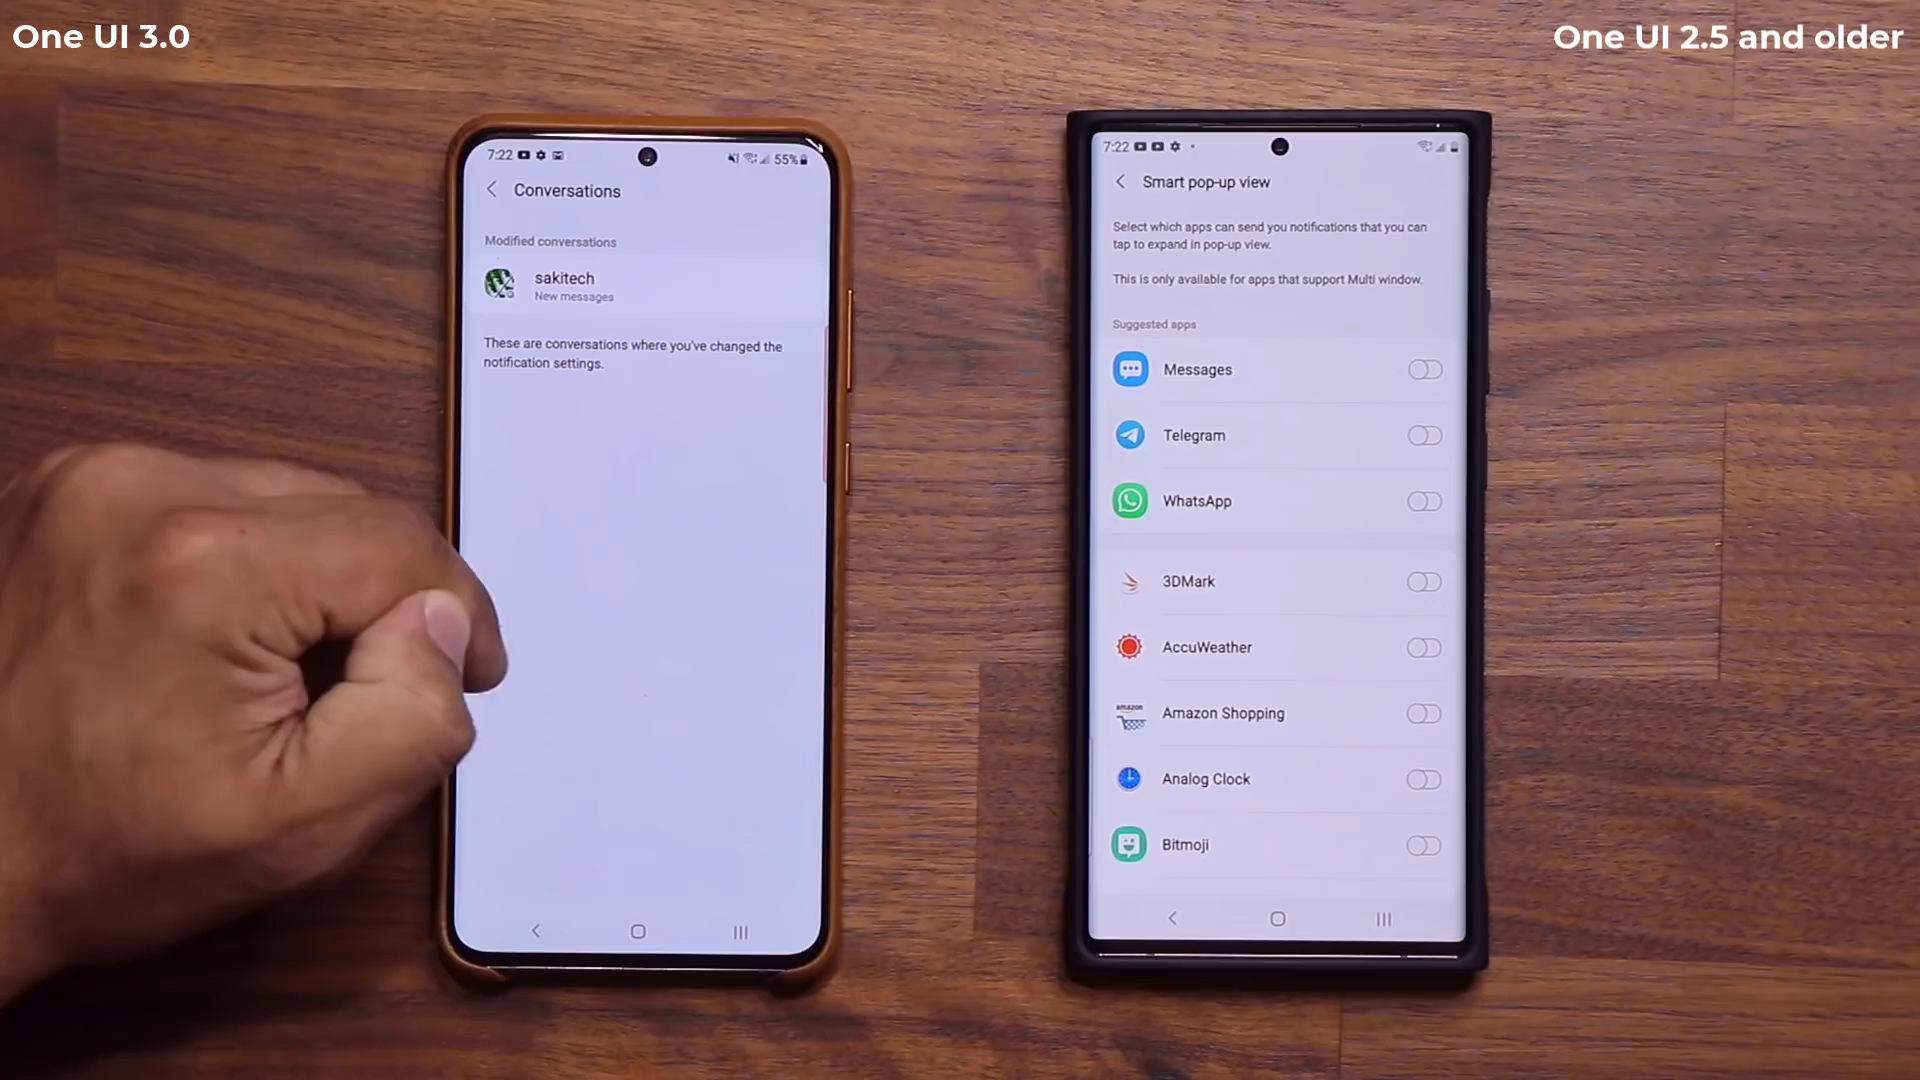 One UI 3.0
One UI 2.5 and older
7:22
55%
Conversations
Modified conversations
sakitech
New messages
These are conversations where you've changed the
notification settings.
7:22
Smart pop-up view
Select which apps can send you notifications that you can
tap to expand in pop-up view.
This is only available for apps that support Multi window.
Suggested apps
Messages
Telegram
WhatsApp
3DMark
AccuWeather
amazon
Amazon Shopping
Analog Clock
Bitmoji